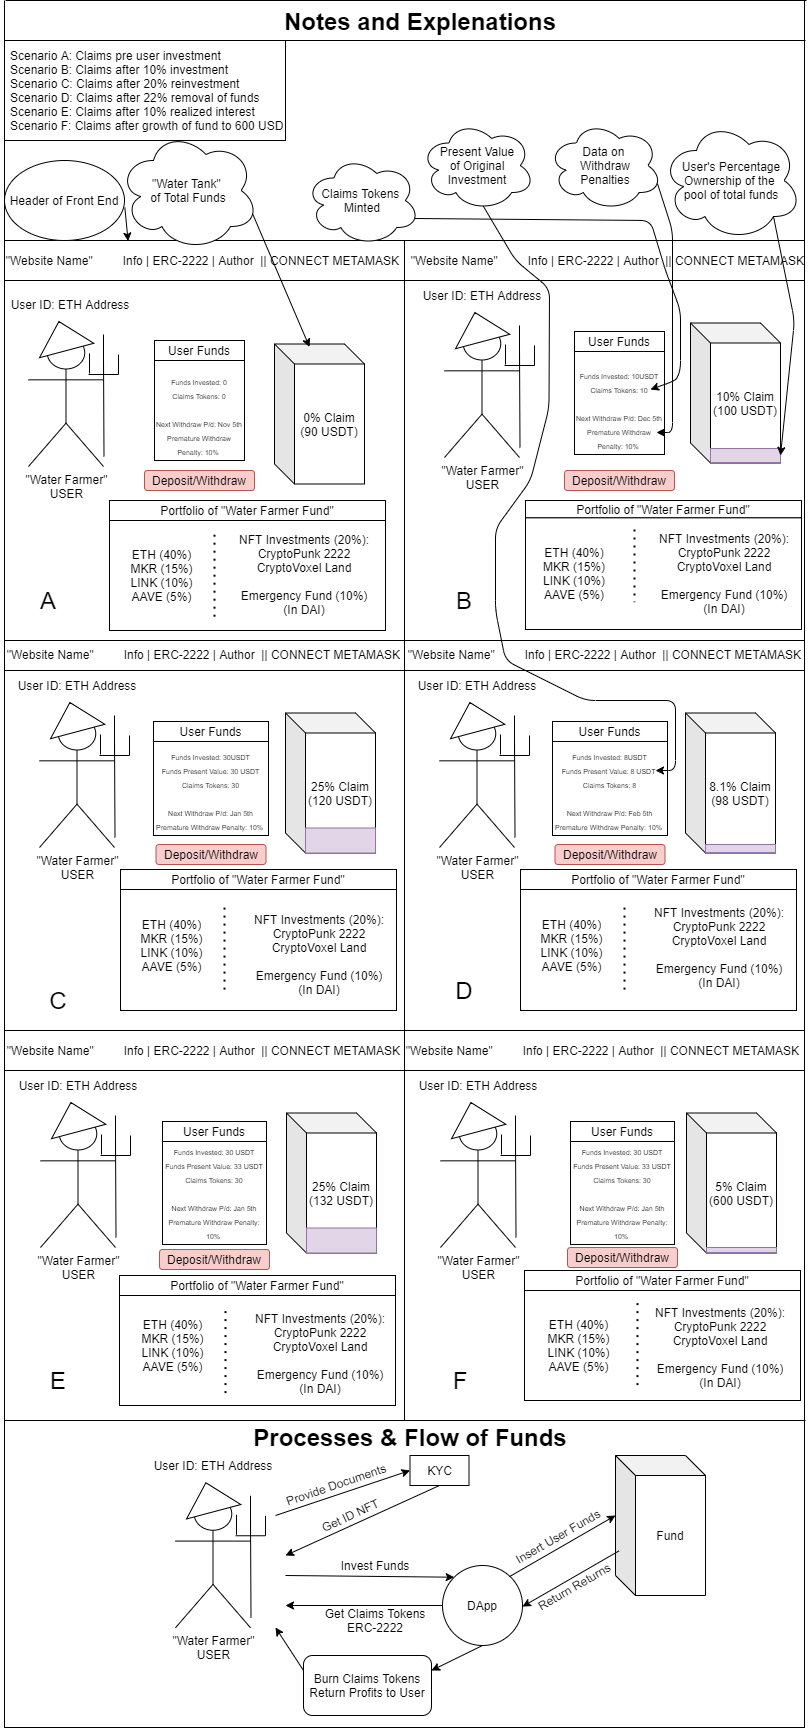 Notes and Explenations
Scenario A: Claims pre user investment
Scenario B: Claims after 10% investment
Scenario C: Claims after 20% reinvestment
Scenario D: Claims after 22% removal of funds
Scenario E: Claims after 10% realized interest
Scenario F: Claims after growth of fund to 600 USD
Header of Front End
"Water Tank"
of Total Funds
Claims Tokens
Minted
Present Value
of Original
Investment
Data on
Withdraw
Penalties
User's Percentage
Ownership of the
pool of total funds
"Website Name" Info | ERC-2222 | Author || CONNECT METAMASK
User ID: ETH Address
User Funds
Funds Invested: 0
Claims Tokens: 0
Next Withdraw P/d: Nov 5th
Premature Withdraw
Penalty: 10%
0% Claim
(90 USDT)
"Water Farmer"
USER
Deposit/Withdraw
Portfolio of "Water Farmer Fund"
ETH (40%)
MKR (15%)
LINK (10%)
AAVE (5%)
NFT Investments (20%):
CryptoPunk 2222
CryptoVoxel Land
Emergency Fund (10%)
(In DAI)
A
"Website Name" Info | ERC-2222 | Author || CONNECT METAMASK
User ID: ETH Address
User Funds
Funds Invested: 10USDT
Claims Tokens: 10
Next Withdraw P/d: Dec 5th
Premature Withdraw
Penalty: 10%
10% Claim
(100 USDT)
"Water Farmer"
USER
Deposit/Withdraw
Portfolio of "Water Farmer Fund"
ETH (40%)
MKR (15%)
LINK (10%)
AAVE (5%)
NFT Investments (20%):
CryptoPunk 2222
CryptoVoxel Land
Emergency Fund (10%)
(In DAI)
B
"Website Name" Info | ERC-2222 | Author || CONNECT METAMASK
User ID: ETH Address
User Funds
Funds Invested: 30USDT
Funds Present Value: 30 USDT
Claims Tokens: 30
Next Withdraw P/d: Jan 5th
Premature Withdraw Penalty: 10%
25% Claim
(120 USDT)
"Water Farmer"
USER
Deposit/Withdraw
Portfolio of "Water Farmer Fund"
ETH (40%)
MKR (15%)
LINK (10%)
AAVE (5%)
NFT Investments (20%):
CryptoPunk 2222
CryptoVoxel Land
Emergency Fund (10%)
(In DAI)
C
"Website Name" Info | ERC-2222 | Author || CONNECT METAMASK
User ID: ETH Address
User Funds
Funds Invested: 8USDT
Funds Present Value: 8 USDT
Claims Tokens: 8
Next Withdraw P/d: Feb 5th
Premature Withdraw Penalty: 10%
8.1% Claim
(98 USDT)
"Water Farmer"
USER
Deposit/Withdraw
Portfolio of "Water Farmer Fund"
ETH (40%)
MKR (15%)
LINK (10%)
AAVE (5%)
NFT Investments (20%):
CryptoPunk 2222
CryptoVoxel Land
Emergency Fund (10%)
(In DAI)
D
"Website Name" Info | ERC-2222 | Author || CONNECT METAMASK
User ID: ETH Address
User Funds
Funds Invested: 30 USDT
Funds Present Value: 33 USDT
Claims Tokens: 30
Next Withdraw P/d: Jan 5th
Premature Withdraw Penalty:
10%
25% Claim
(132 USDT)
"Water Farmer"
USER
Deposit/Withdraw
Portfolio of "Water Farmer Fund"
ETH (40%)
MKR (15%)
LINK (10%)
AAVE (5%)
NFT Investments (20%):
CryptoPunk 2222
CryptoVoxel Land
Emergency Fund (10%)
(In DAI)
E
"Website Name" Info | ERC-2222 | Author || CONNECT METAMASK
User ID: ETH Address
User Funds
Funds Invested: 30 USDT
Funds Present Value: 33 USDT
Claims Tokens: 30
Next Withdraw P/d: Jan 5th
Premature Withdraw Penalty:
10%
5% Claim
(600 USDT)
"Water Farmer"
USER
Deposit/Withdraw
Portfolio of "Water Farmer Fund"
ETH (40%)
MKR (15%)
LINK (10%)
AAVE (5%)
NFT Investments (20%):
CryptoPunk 2222
CryptoVoxel Land
Emergency Fund (10%)
(In DAI)
F
Processes & Flow of Funds
User ID: ETH Address
Provide Documents
KYC
Get ID NFT
Invest Funds
Get Claims Tokens
ERC-2222
DApp
Insert User Funds
Return Returns
Fund
"Water Farmer"
USER
Burn Claims Tokens
Return Profits to User